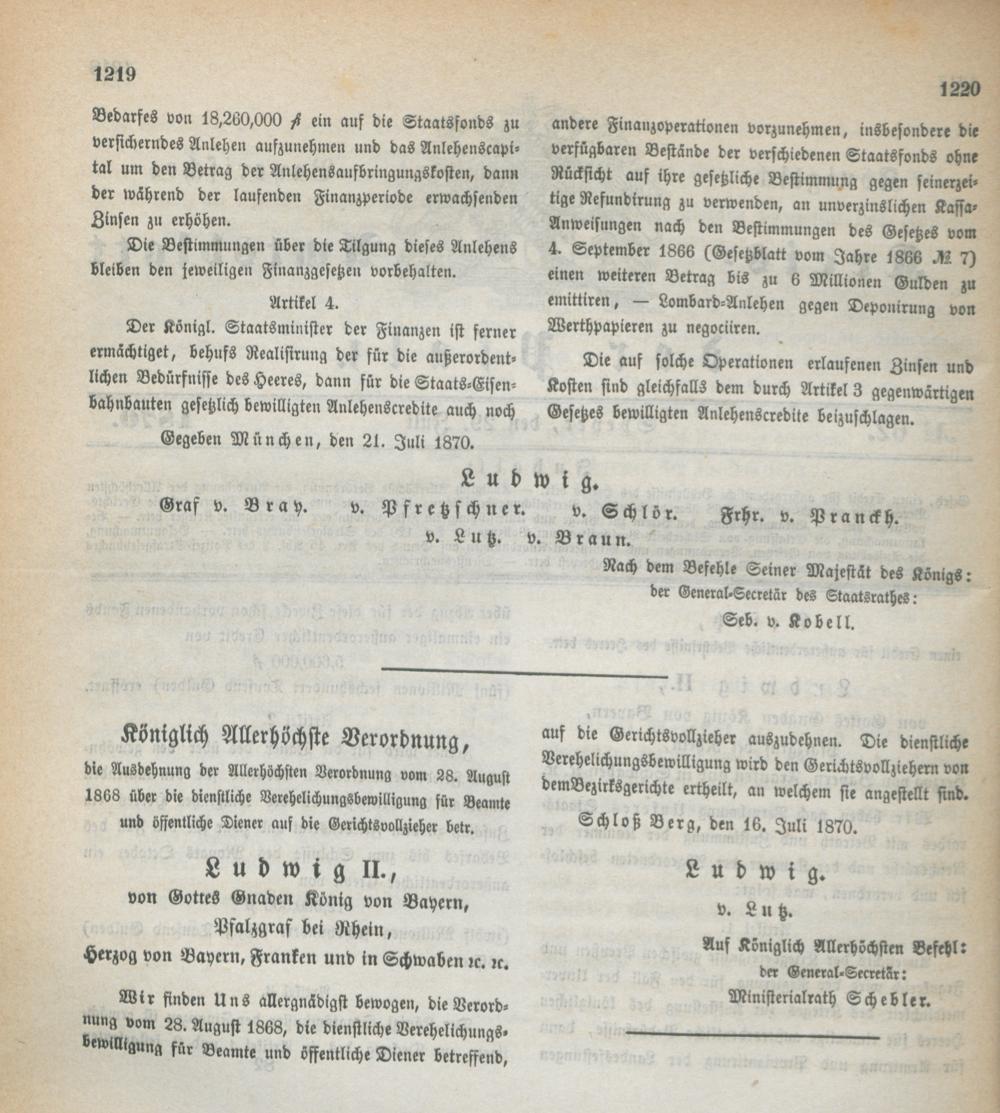 1219
Bedarfes von 18,260,000 fl ein auf die Staatsfonds zu
versicherndes Anlehen aufzunehmen und das Anlehenscapi-
tal um den Betrag der Anlehensaufbringungskosten, dann
der während der laufenden Finanzperiode erwachsenden
Zinsen zu erhöhen.
Die Bestimmungen über die Tilgung dieses Anlehens
bleiben den jeweiligen Finanzgesetzen vorbehalten.
Artikel 4.
Der Königl. Staatsminister der Finanzen ist ferner
ermächtiget, behufs Realisirung der für die außerordent-
lichen Bedürfnisse des Heeres, dann für die Staats-Eisen-
bahnbauten gesetzlich bewilligten Anlehenscredite auch noch
1220
andere Finanzoperationen vorzunehmen, insbesondere die
verfügbaren Bestände der verschiedenen Staatsfonds ohne
Rücksicht auf ihre gesetzliche Bestimmung gegen seinerzei-
tige Refundirung zu verwenden, an unverzinslichen Kassa-
Anweisungen nach den Bestimmungen des Gesetzes vom
4. September 1866 (Gesetzblatt vom Jahre 1866 № 7)
einen weiteren Betrag bis zu 6 Millionen Gulden zu
emittiren, — Lombard-Anlehen gegen Deponirung von
Werthpapieren zu negociiren.
Die auf solche Operationen erlaufenen Zinsen und
Kosten sind gleichfalls dem durch Artikel 3 gegenwärtigen
Gesetzes bewilligten Anlehenscredite beizuschlagen.
Gegeben München, den 21. Juli 1870.
Ludwig.
Graf v. Bray. v. Pfretzschner. v. Schlör. Frhr. v. Pranckh.
v. Lutz. v. Braun.
Nach dem Befehle Seiner Majestät des Königs:
der General-Secretär des Staatsrathes:
Seb. v. Kobell.
Königlich Allerhöchste Verordnung,
die Ausdehnung der Allerhöchsten Verordnung vom 28. August
1868 über die dienstliche Verehelichungsbewilligung für Beamte
und öffentliche Diener auf die Gerichtsvollzieher betr.
Ludwig II.,
von Gottes Gnaden König von Bayern,
Pfalzgraf bei Rhein,
Herzog von Bayern, Franken und in Schwaben ꝛc. ꝛc.
Wir finden Uns allergnädigst bewogen, die Verord-
nung vom 28. August 1868, die dienstliche Verehelichungs-
bewilligung für Beamte und öffentliche Diener betreffend,
auf die Gerichtsvollzieher auszudehnen. Die dienstliche
Verehelichungsbewilligung wird den Gerichtsvollziehern von
dem Bezirksgerichte ertheilt, an welchem sie angestellt sind.
Schloß Berg, den 16. Juli 1870.
Ludwig.
v. Lutz.
Auf Königlich Allerhöchsten Befehl:
der General-Secretär:
Ministerialrath Schebler.